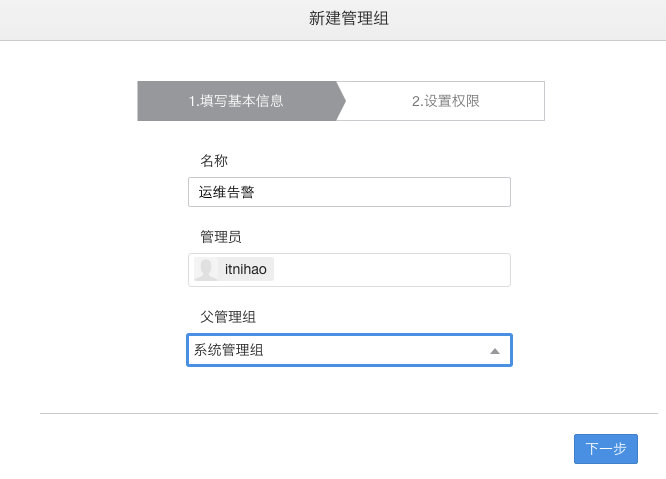 新建管理组
1.填写基本信息
2.设置权限
名称
运维告警
管理员
itnihao
父管理组
系统管理组
下一步